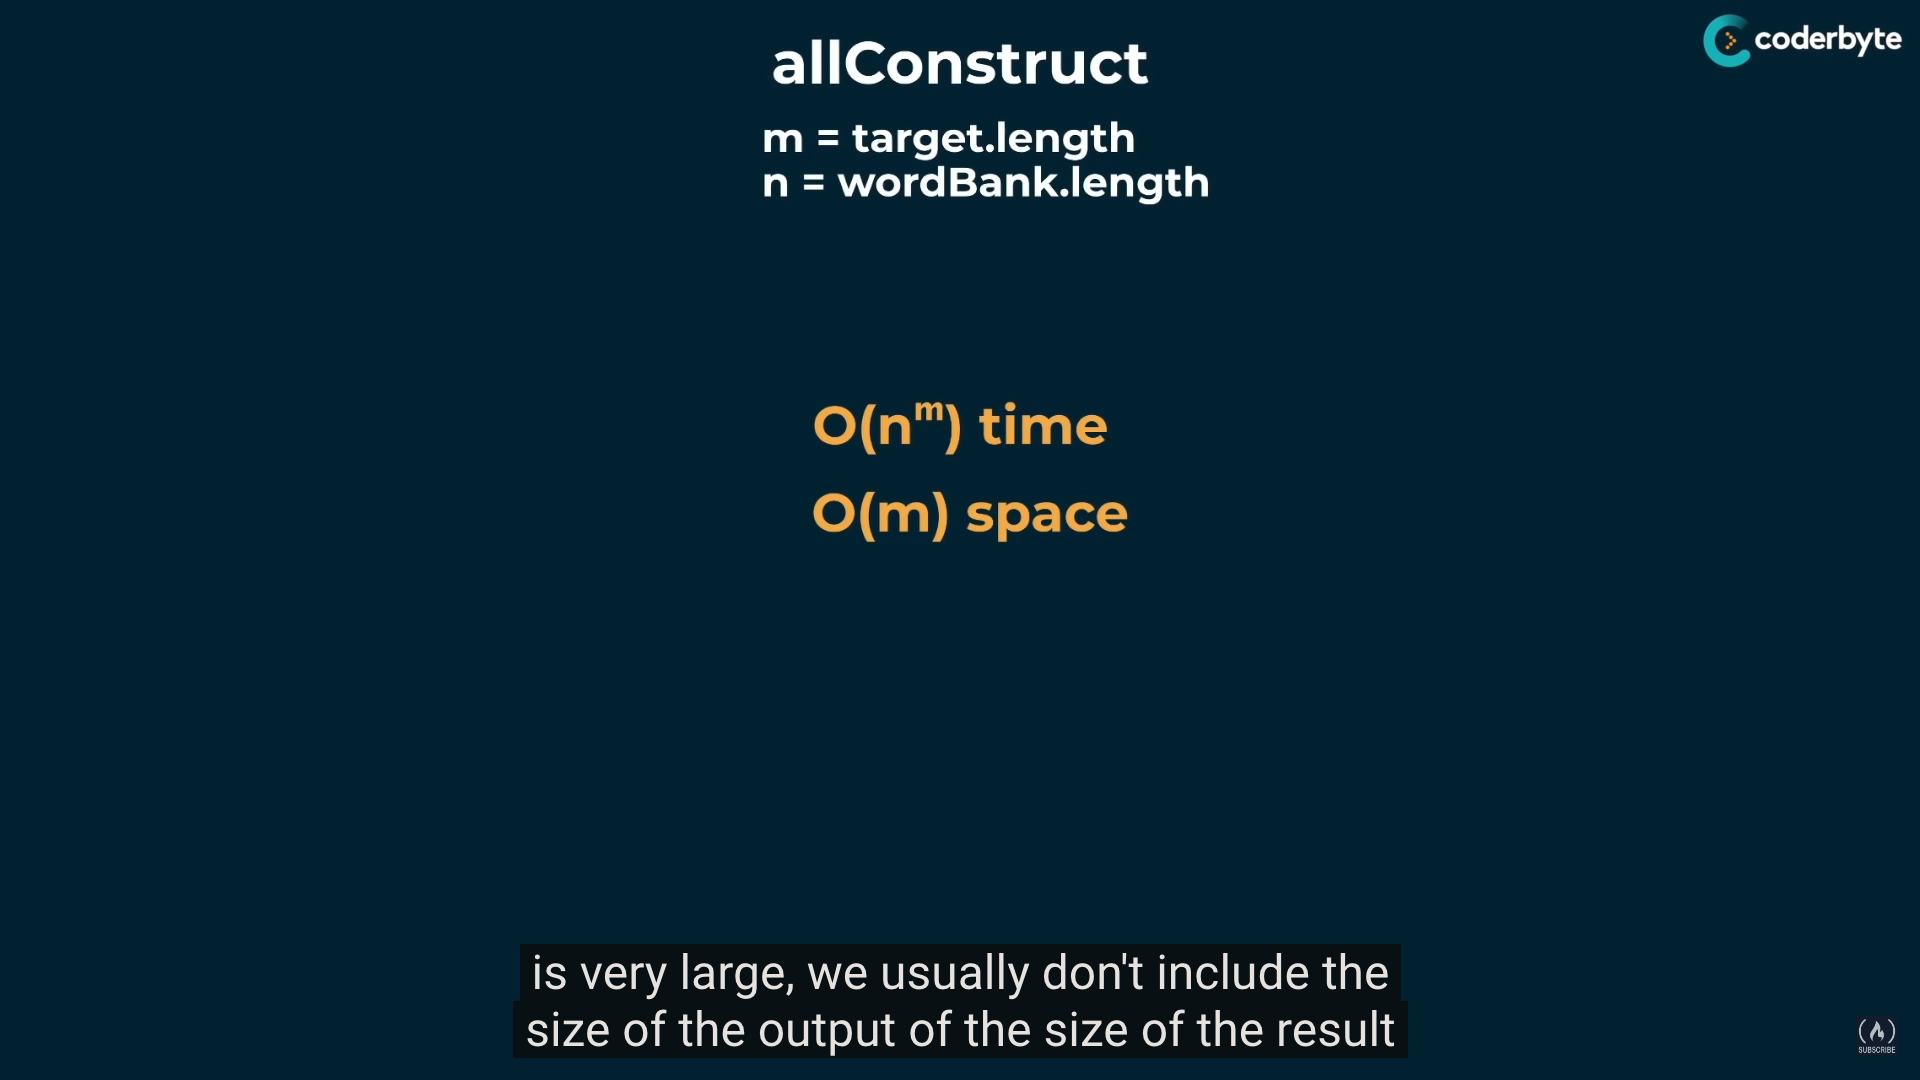 coderbyte
allConstruct
m = target.length
n = wordBank.length
O(nᵐ) time
O(m) space
is very large, we usually don't include the
size of the output of the size of the result
SUBSCRIBE